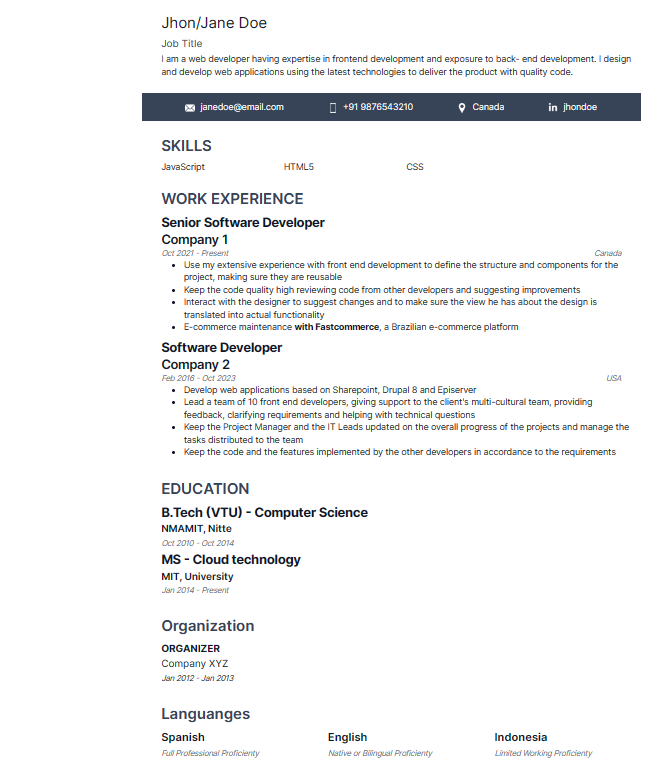 Jhon/Jane Doe
Job Title
I am a web developer having expertise in frontend development and exposure to back- end development. I design
and develop web applications using the latest technologies to deliver the product with quality code.
janedoe@email.com +91 9876543210 Canada jhondoe
SKILLS
JavaScript HTML5 CSS
WORK EXPERIENCE
Senior Software Developer
Company 1
Oct 2021 - Present Canada
• Use my extensive experience with front end development to define the structure and components for the
project, making sure they are reusable
• Keep the code quality high reviewing code from other developers and suggesting improvements
• Interact with the designer to suggest changes and to make sure the view he has about the design is
translated into actual functionality
• E-commerce maintenance with Fastcommerce, a Brazilian e-commerce platform
Software Developer
Company 2
Feb 2016 - Oct 2023 USA
• Develop web applications based on Sharepoint, Drupal 8 and Episerver
• Lead a team of 10 front end developers, giving support to the client's multi-cultural team, providing
feedback, clarifying requirements and helping with technical questions
• Keep the Project Manager and the IT Leads updated on the overall progress of the projects and manage the
tasks distributed to the team
• Keep the code and the features implemented by the other developers in accordance to the requirements
EDUCATION
B.Tech (VTU) - Computer Science
NMAMIT, Nitte
Oct 2010 - Oct 2014
MS - Cloud technology
MIT, University
Jan 2014 - Present
Organization
ORGANIZER
Company XYZ
Jan 2012 - Jan 2013
Languanges
Spanish English Indonesia
Full Professional Proficienty Native or Bilingual Proficienty Limited Working Proficienty